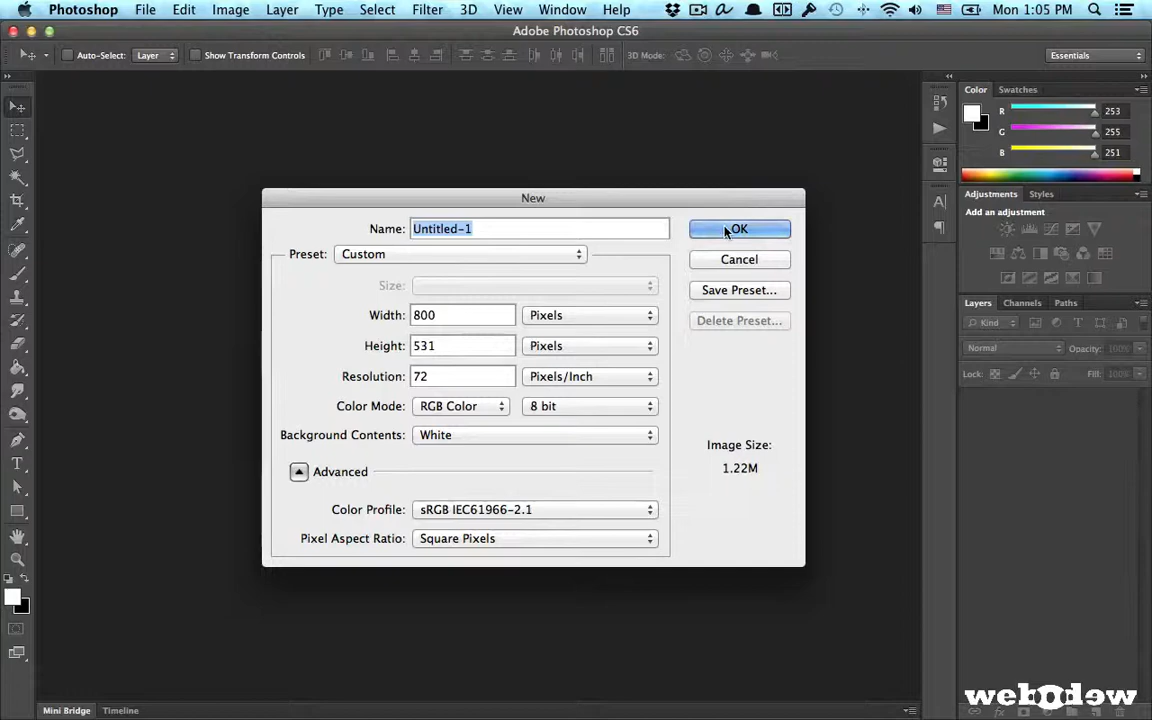 Photoshop File Edit Image Layer Type Select Filter 3D View Window Help Mon 1:05 PM
Adobe Photoshop CS6
Auto-Select: Layer Show Transform Controls 3D Mode: Essentials
Color Swatches
R 253
G 255
B 251
Adjustments Styles
Add an adjustment
Layers Channels Paths
Kind
Normal Opacity: 100%
Lock: Fill: 100%
New
Name: Untitled-1 OK
Preset: Custom Cancel
Size: Save Preset...
Width: 800 Pixels Delete Preset...
Height: 531 Pixels
Resolution: 72 Pixels/Inch
Color Mode: RGB Color 8 bit
Background Contents: White Image Size:
1.22M
Advanced
Color Profile: sRGB IEC61966-2.1
Pixel Aspect Ratio: Square Pixels
Mini Bridge Timeline